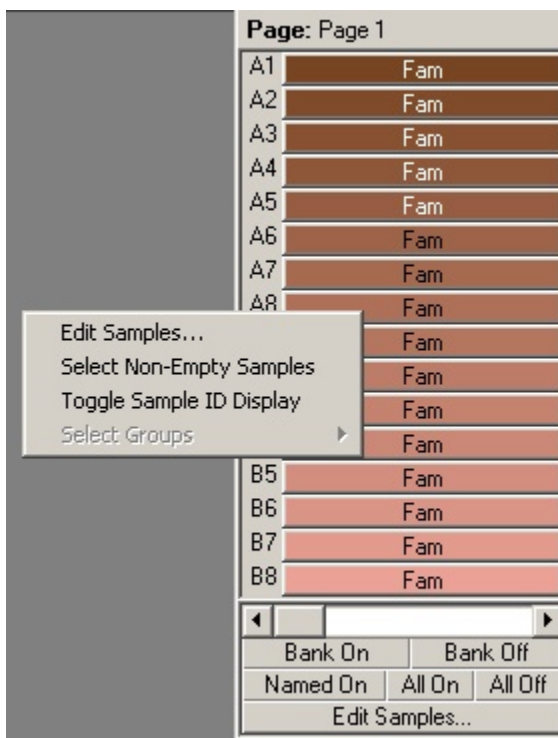 Page: Page 1
A1 Fam
A2 Fam
A3 Fam
A4 Fam
A5 Fam
A6 Fam
A7 Fam
A8 Fam
Fam
Fam
Fam
Fam
B5 Fam
B6 Fam
B7 Fam
B8 Fam
Edit Samples...
Select Non-Empty Samples
Toggle Sample ID Display
Select Groups
Bank On Bank Off
Named On All On All Off
Edit Samples...